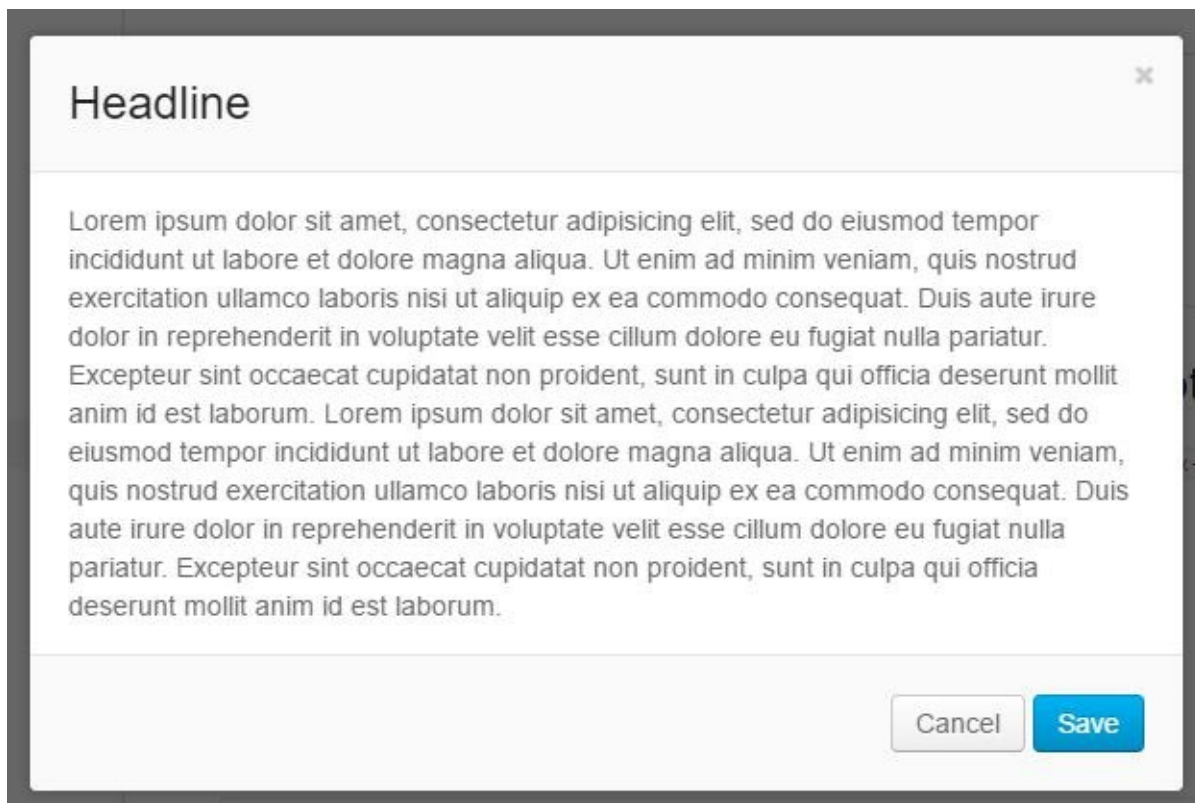 Headline
Lorem ipsum dolor sit amet, consectetur adipisicing elit, sed do eiusmod tempor
incididunt ut labore et dolore magna aliqua. Ut enim ad minim veniam, quis nostrud
exercitation ullamco laboris nisi ut aliquip ex ea commodo consequat. Duis aute irure
dolor in reprehenderit in voluptate velit esse cillum dolore eu fugiat nulla pariatur.
Excepteur sint occaecat cupidatat non proident, sunt in culpa qui officia deserunt mollit
anim id est laborum. Lorem ipsum dolor sit amet, consectetur adipisicing elit, sed do
eiusmod tempor incididunt ut labore et dolore magna aliqua. Ut enim ad minim veniam,
quis nostrud exercitation ullamco laboris nisi ut aliquip ex ea commodo consequat. Duis
aute irure dolor in reprehenderit in voluptate velit esse cillum dolore eu fugiat nulla
pariatur. Excepteur sint occaecat cupidatat non proident, sunt in culpa qui officia
deserunt mollit anim id est laborum.
Cancel Save